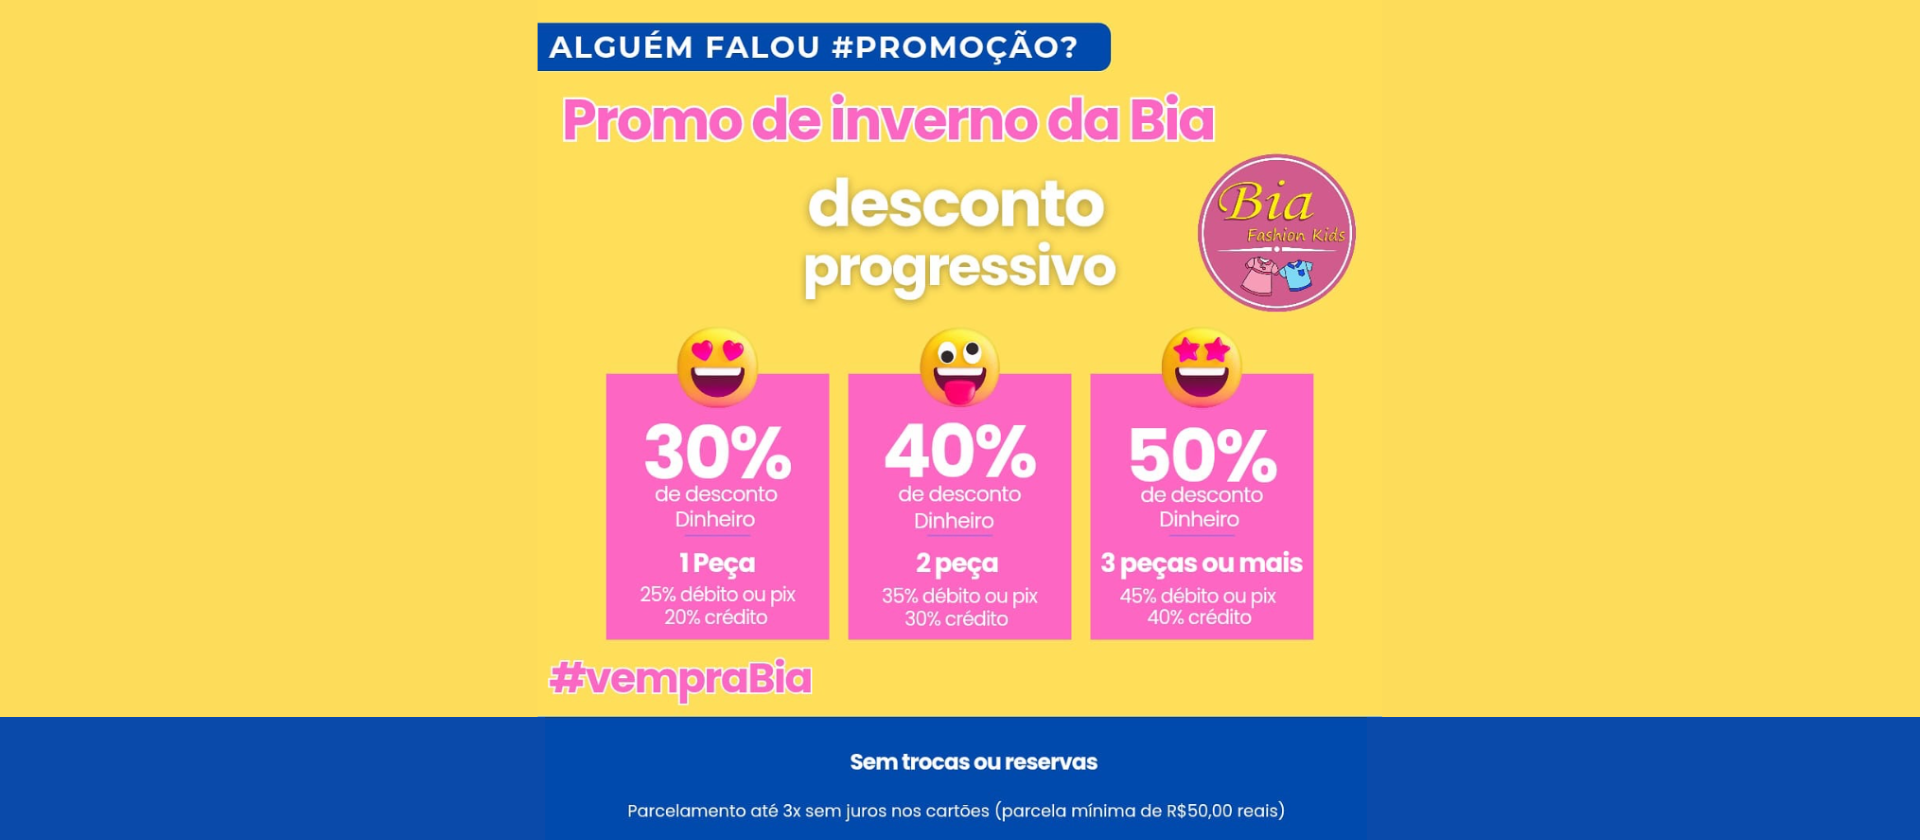 ALGUÉM FALOU #PROMOÇÃO?
Promo de inverno da Bia
desconto
progressivo
Bia
Fashion Kids
30%
de desconto
Dinheiro
1 Peça
25% débito ou pix
20% crédito
40%
de desconto
Dinheiro
2 peça
35% débito ou pix
30% crédito
50%
de desconto
Dinheiro
3 peças ou mais
45% débito ou pix
40% crédito
#vempraBia
Sem trocas ou reservas
Parcelamento até 3x sem juros nos cartões (parcela mínima de R$50,00 reais)